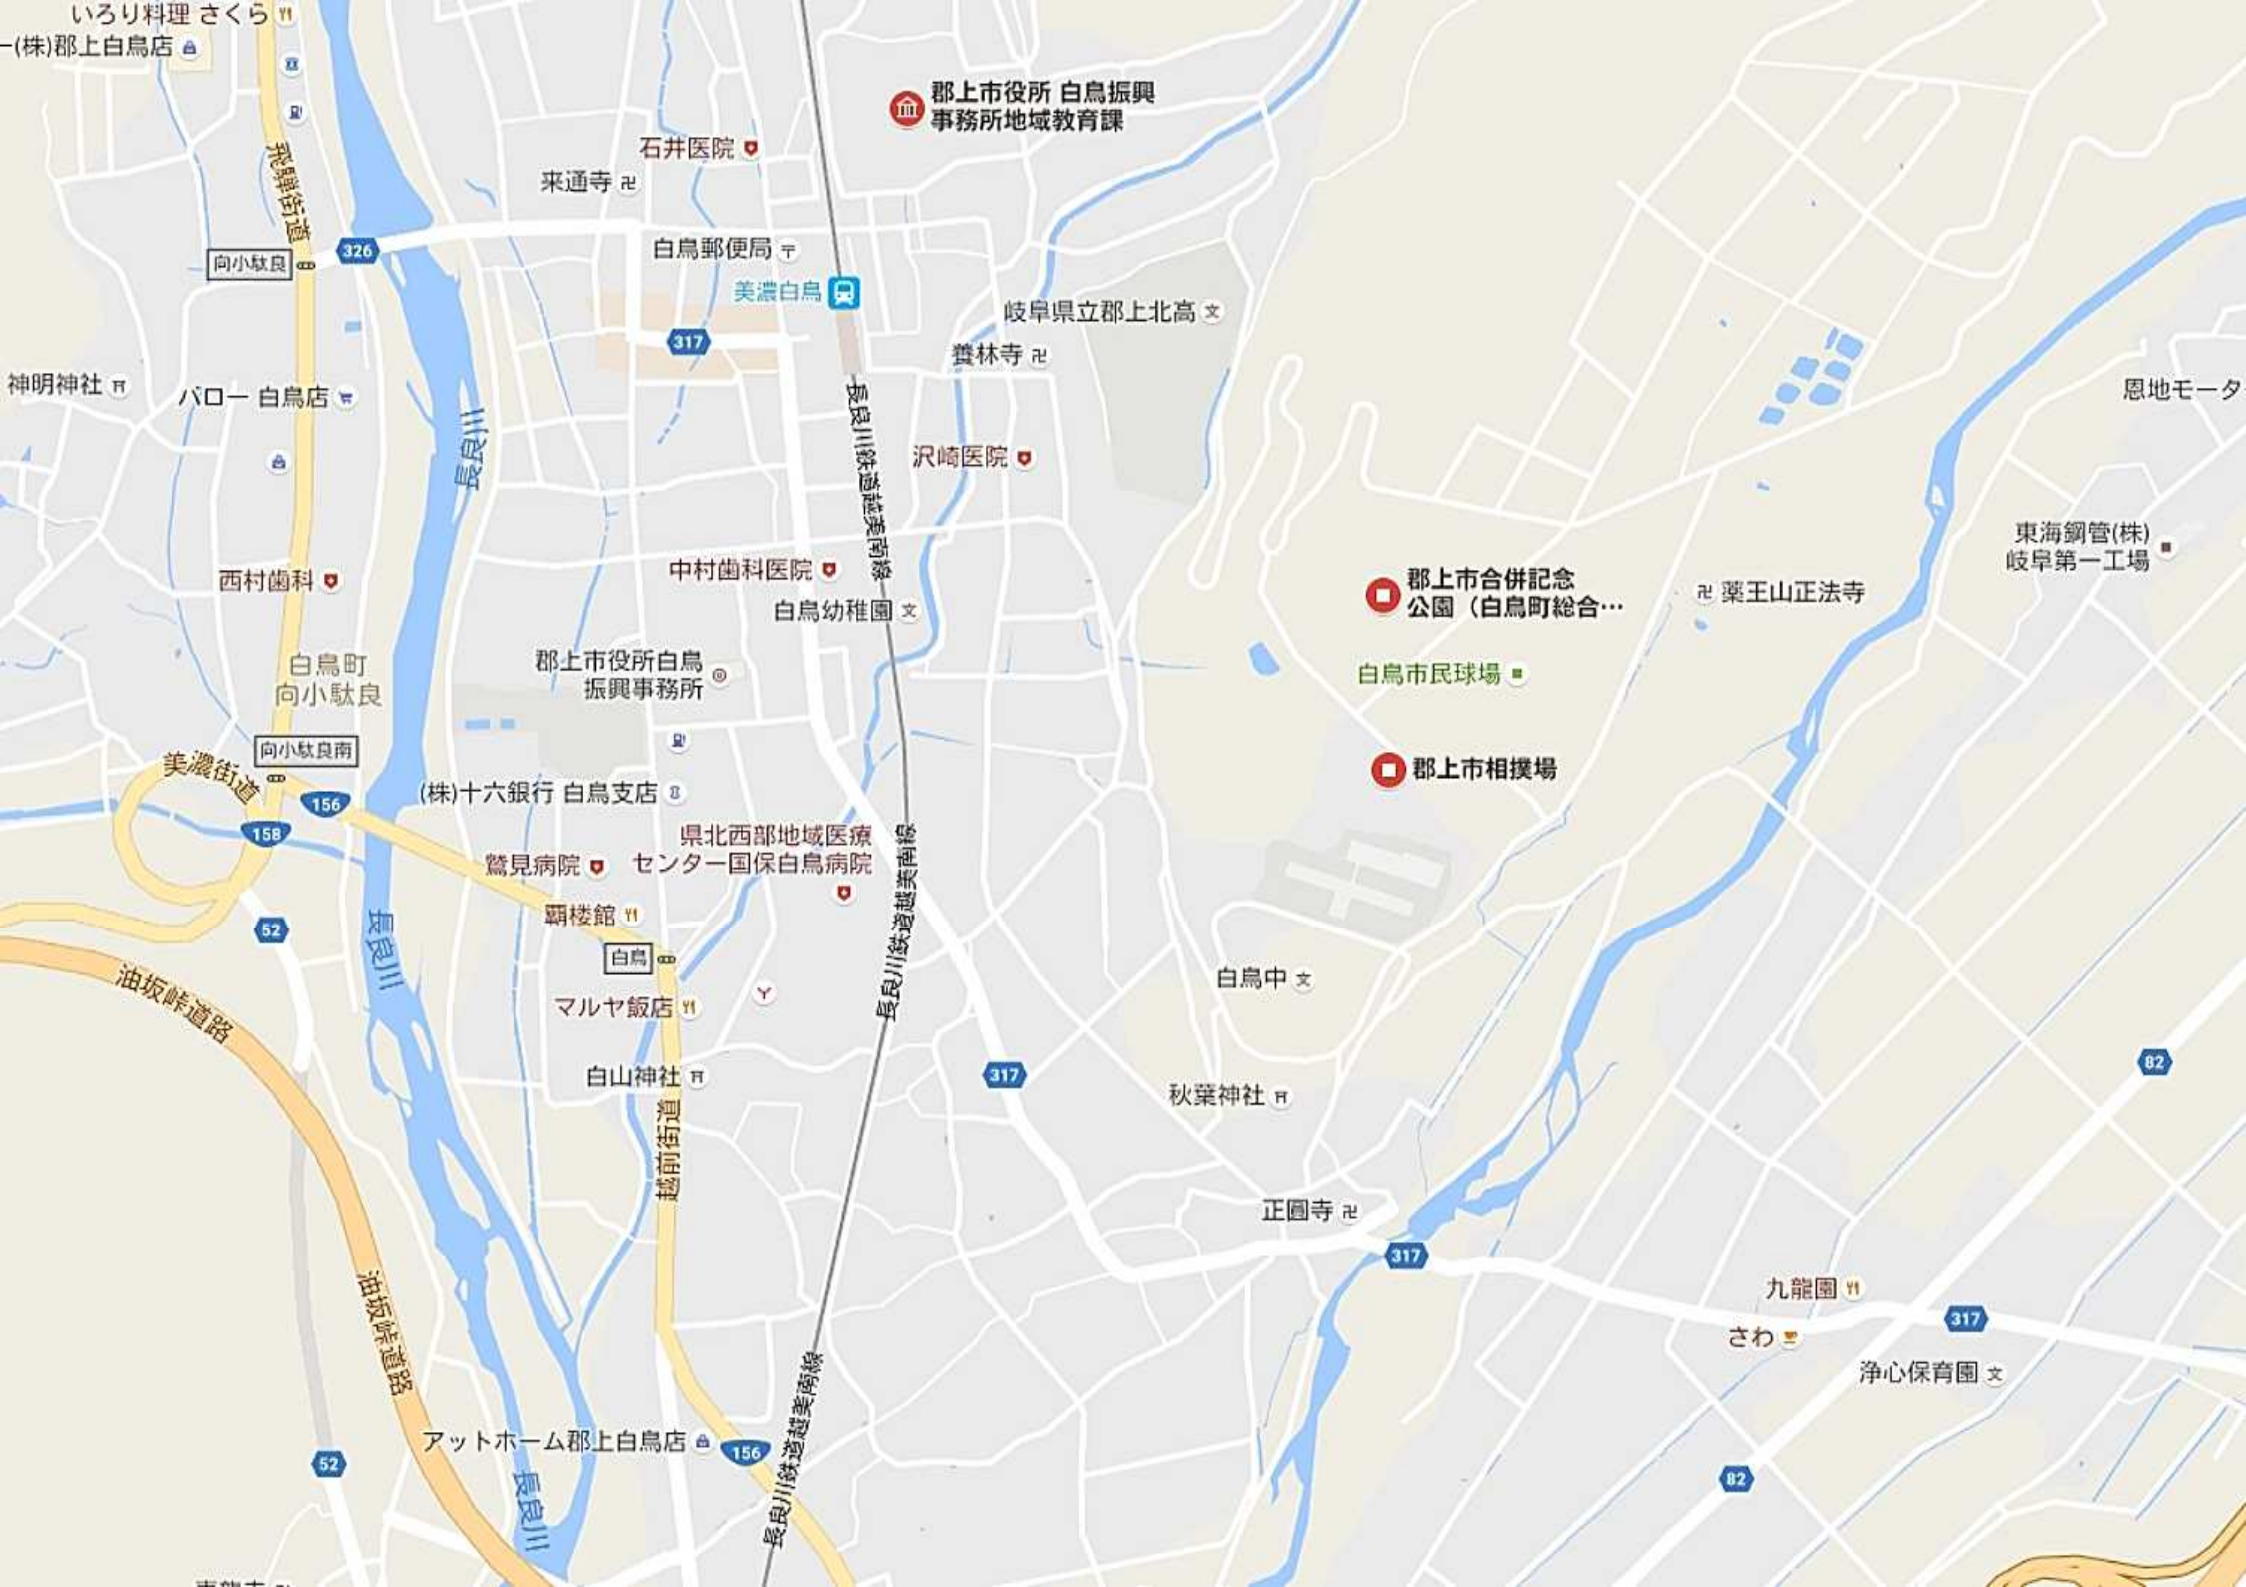 いろり料理 さくら
ー(株)郡上白鳥店
郡上市役所 白鳥振興
事務所地域教育課
飛騨街道
石井医院
来通寺
326
向小駄良
白鳥郵便局
美濃白鳥
岐阜県立郡上北高
317
養林寺
神明神社
バロー 白鳥店
恩地モータ
長良川
長良川鉄道越美南線
沢崎医院
東海鋼管(株)
岐阜第一工場
中村歯科医院
西村歯科
郡上市合併記念
公園（白鳥町総合…
薬王山正法寺
白鳥幼稚園
郡上市役所白鳥
振興事務所
白鳥町
向小駄良
白鳥市民球場
向小駄良南
美濃街道
郡上市相撲場
(株)十六銀行 白鳥支店
156
158
県北西部地域医療
センター国保白鳥病院
鷲見病院
長良川鉄道越美南線
覇楼館
52
長良川
白鳥
白鳥中
油坂峠道路
マルヤ飯店
白山神社
317
82
秋葉神社
越前街道
正圓寺
317
九龍園
317
さわ
油坂峠道路
浄心保育園
長良川鉄道越美南線
アットホーム郡上白鳥店
156
52
82
長良川